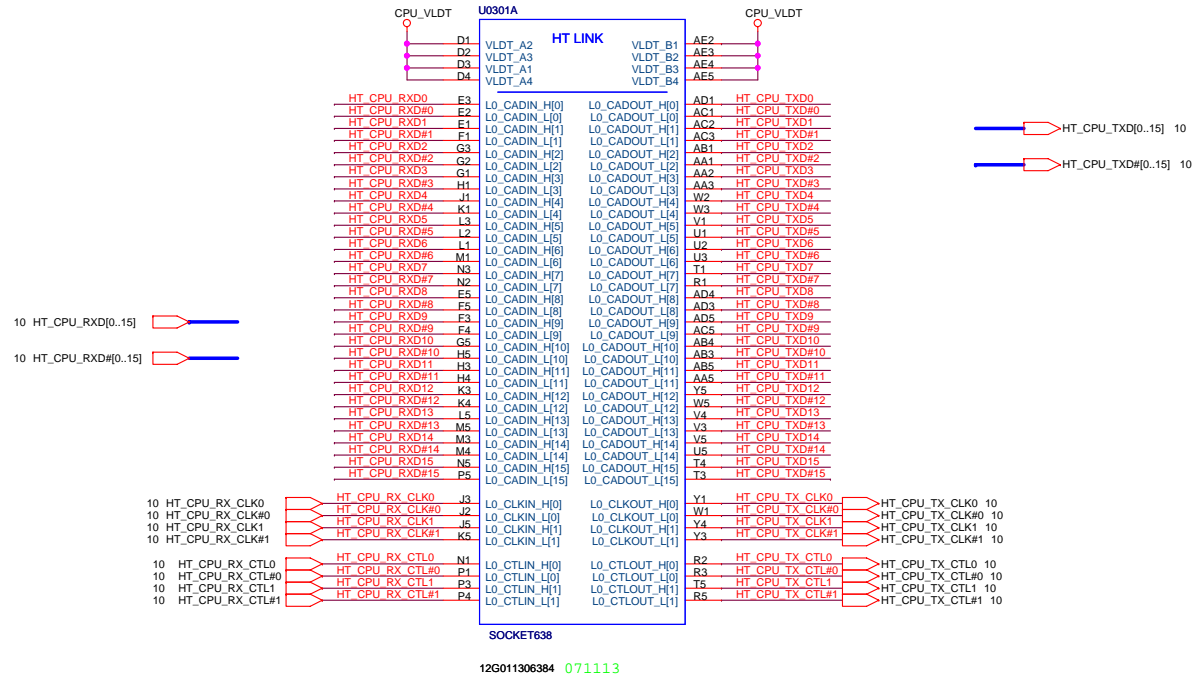 CPU_VLDT U0301A CPU_VLDT
HT LINK
D1 VLDT_A2 VLDT_B1 AE2
D2 VLDT_A3 VLDT_B2 AE3
D3 VLDT_A1 VLDT_B3 AE4
D4 VLDT_A4 VLDT_B4 AE5
HT_CPU_RXD0 E3 L0_CADIN_H[0] L0_CADOUT_H[0] AD1 HT_CPU_TXD0
HT_CPU_RXD#0 E2 L0_CADIN_L[0] L0_CADOUT_L[0] AC1 HT_CPU_TXD#0
HT_CPU_RXD1 E1 L0_CADIN_H[1] L0_CADOUT_H[1] AC2 HT_CPU_TXD1
HT_CPU_TXD[0..15] 10
HT_CPU_RXD#1 F1 L0_CADIN_L[1] L0_CADOUT_L[1] AC3 HT_CPU_TXD#1
HT_CPU_RXD2 G3 L0_CADIN_H[2] L0_CADOUT_H[2] AB1 HT_CPU_TXD2
HT_CPU_RXD#2 G2 L0_CADIN_L[2] L0_CADOUT_L[2] AA1 HT_CPU_TXD#2
HT_CPU_TXD#[0..15] 10
HT_CPU_RXD3 G1 L0_CADIN_H[3] L0_CADOUT_H[3] AA2 HT_CPU_TXD3
HT_CPU_RXD#3 H1 L0_CADIN_L[3] L0_CADOUT_L[3] AA3 HT_CPU_TXD#3
HT_CPU_RXD4 J1 L0_CADIN_H[4] L0_CADOUT_H[4] W2 HT_CPU_TXD4
HT_CPU_RXD#4 K1 L0_CADIN_L[4] L0_CADOUT_L[4] W3 HT_CPU_TXD#4
HT_CPU_RXD5 L3 L0_CADIN_H[5] L0_CADOUT_H[5] V1 HT_CPU_TXD5
HT_CPU_RXD#5 L2 L0_CADIN_L[5] L0_CADOUT_L[5] U1 HT_CPU_TXD#5
HT_CPU_RXD6 L1 L0_CADIN_H[6] L0_CADOUT_H[6] U2 HT_CPU_TXD6
HT_CPU_RXD#6 M1 L0_CADIN_L[6] L0_CADOUT_L[6] U3 HT_CPU_TXD#6
HT_CPU_RXD7 N3 L0_CADIN_H[7] L0_CADOUT_H[7] T1 HT_CPU_TXD7
HT_CPU_RXD#7 N2 L0_CADIN_L[7] L0_CADOUT_L[7] R1 HT_CPU_TXD#7
HT_CPU_RXD8 E5 L0_CADIN_H[8] L0_CADOUT_H[8] AD4 HT_CPU_TXD8
HT_CPU_RXD#8 F5 L0_CADIN_L[8] L0_CADOUT_L[8] AD3 HT_CPU_TXD#8
10 HT_CPU_RXD[0..15]
HT_CPU_RXD9 F3 L0_CADIN_H[9] L0_CADOUT_H[9] AD5 HT_CPU_TXD9
HT_CPU_RXD#9 F4 L0_CADIN_L[9] L0_CADOUT_L[9] AC5 HT_CPU_TXD#9
HT_CPU_RXD10 G5 L0_CADIN_H[10] L0_CADOUT_H[10] AB4 HT_CPU_TXD10
10 HT_CPU_RXD#[0..15]
HT_CPU_RXD#10 H5 L0_CADIN_L[10] L0_CADOUT_L[10] AB3 HT_CPU_TXD#10
HT_CPU_RXD11 H3 L0_CADIN_H[11] L0_CADOUT_H[11] AB5 HT_CPU_TXD11
HT_CPU_RXD#11 H4 L0_CADIN_L[11] L0_CADOUT_L[11] AA5 HT_CPU_TXD#11
HT_CPU_RXD12 K3 L0_CADIN_H[12] L0_CADOUT_H[12] Y5 HT_CPU_TXD12
HT_CPU_RXD#12 K4 L0_CADIN_L[12] L0_CADOUT_L[12] W5 HT_CPU_TXD#12
HT_CPU_RXD13 L5 L0_CADIN_H[13] L0_CADOUT_H[13] V4 HT_CPU_TXD13
HT_CPU_RXD#13 M5 L0_CADIN_L[13] L0_CADOUT_L[13] V3 HT_CPU_TXD#13
HT_CPU_RXD14 M3 L0_CADIN_H[14] L0_CADOUT_H[14] V5 HT_CPU_TXD14
HT_CPU_RXD#14 M4 L0_CADIN_L[14] L0_CADOUT_L[14] U5 HT_CPU_TXD#14
HT_CPU_RXD15 N5 L0_CADIN_H[15] L0_CADOUT_H[15] T4 HT_CPU_TXD15
HT_CPU_RXD#15 P5 L0_CADIN_L[15] L0_CADOUT_L[15] T3 HT_CPU_TXD#15
10 HT_CPU_RX_CLK0 HT_CPU_RX_CLK0 J3 L0_CLKIN_H[0] L0_CLKOUT_H[0] Y1 HT_CPU_TX_CLK0 HT_CPU_TX_CLK0 10
10 HT_CPU_RX_CLK#0 HT_CPU_RX_CLK#0 J2 L0_CLKIN_L[0] L0_CLKOUT_L[0] W1 HT_CPU_TX_CLK#0 HT_CPU_TX_CLK#0 10
10 HT_CPU_RX_CLK1 HT_CPU_RX_CLK1 J5 L0_CLKIN_H[1] L0_CLKOUT_H[1] Y4 HT_CPU_TX_CLK1 HT_CPU_TX_CLK1 10
10 HT_CPU_RX_CLK#1 HT_CPU_RX_CLK#1 K5 L0_CLKIN_L[1] L0_CLKOUT_L[1] Y3 HT_CPU_TX_CLK#1 HT_CPU_TX_CLK#1 10
10 HT_CPU_RX_CTL0 HT_CPU_RX_CTL0 N1 L0_CTLIN_H[0] L0_CTLOUT_H[0] R2 HT_CPU_TX_CTL0 HT_CPU_TX_CTL0 10
10 HT_CPU_RX_CTL#0 HT_CPU_RX_CTL#0 P1 L0_CTLIN_L[0] L0_CTLOUT_L[0] R3 HT_CPU_TX_CTL#0 HT_CPU_TX_CTL#0 10
10 HT_CPU_RX_CTL1 HT_CPU_RX_CTL1 P3 L0_CTLIN_H[1] L0_CTLOUT_H[1] T5 HT_CPU_TX_CTL1 HT_CPU_TX_CTL1 10
10 HT_CPU_RX_CTL#1 HT_CPU_RX_CTL#1 P4 L0_CTLIN_L[1] L0_CTLOUT_L[1] R5 HT_CPU_TX_CTL#1 HT_CPU_TX_CTL#1 10
SOCKET638
12G011306384 071113